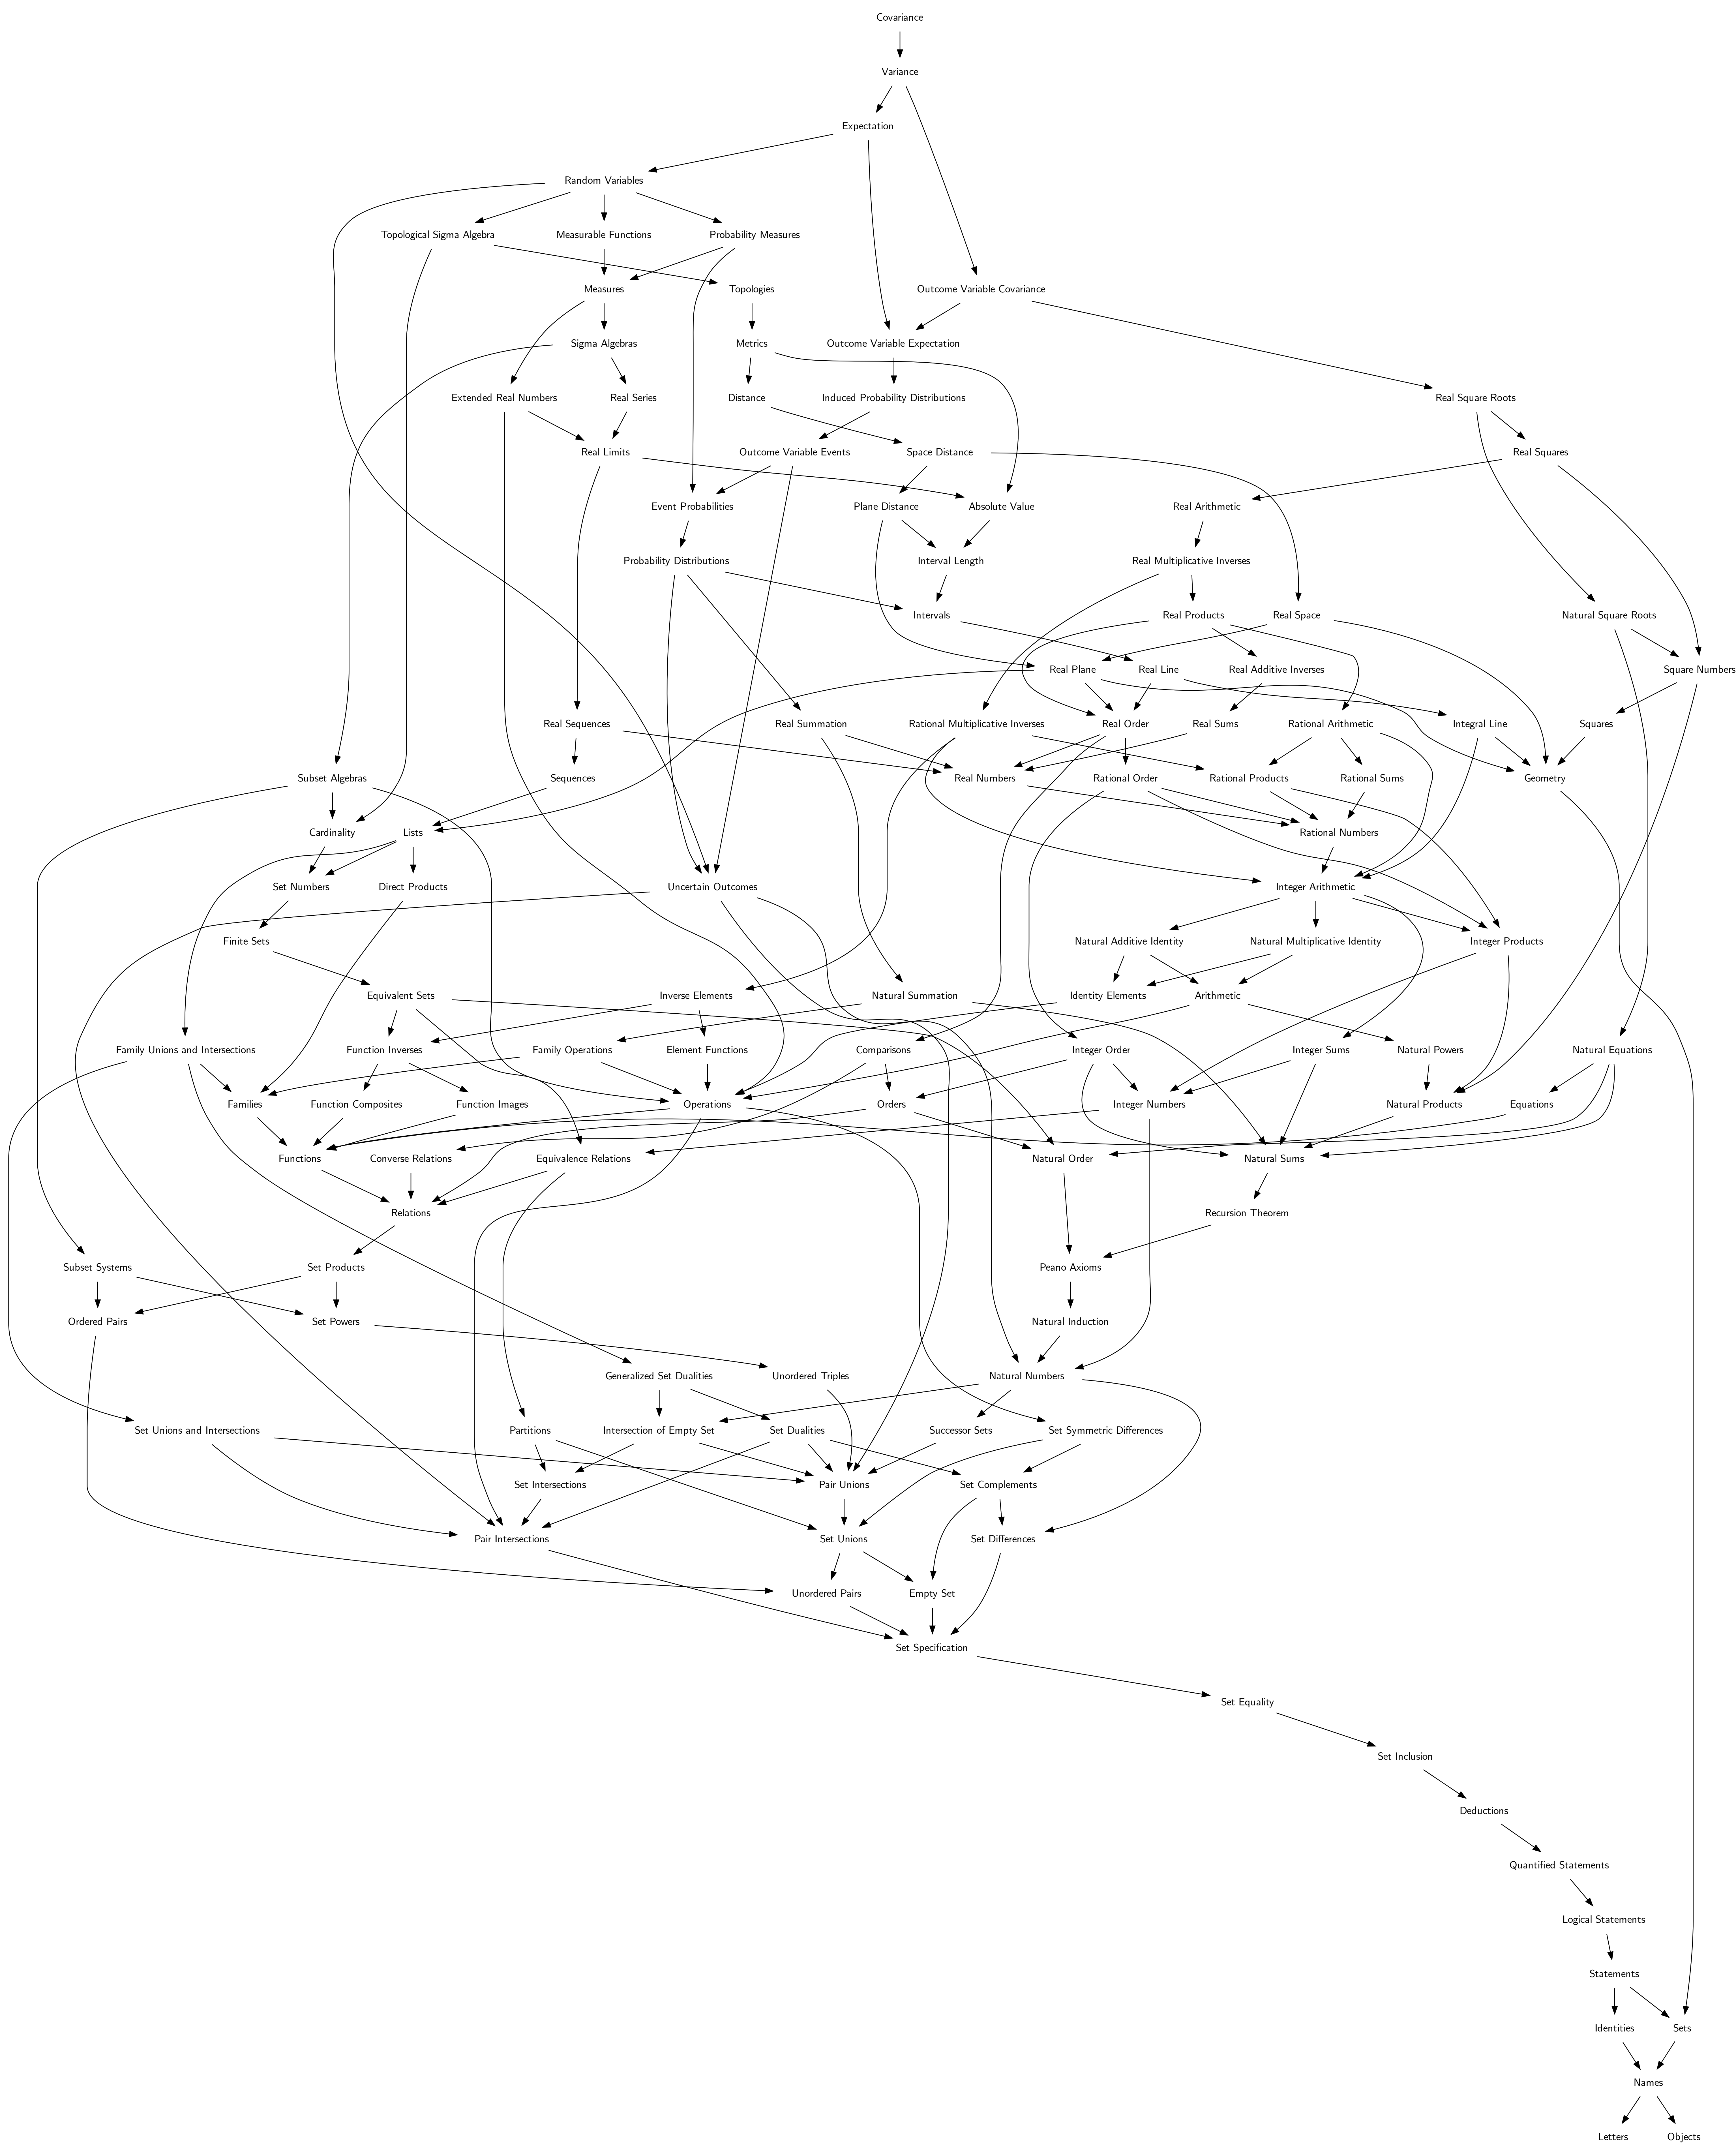 Covariance
Variance
Expectation
Random Variables
Topological Sigma Algebra
Measurable Functions
Probability Measures
Measures
Topologies
Outcome Variable Covariance
Sigma Algebras
Metrics
Outcome Variable Expectation
Extended Real Numbers
Real Series
Distance
Induced Probability Distributions
Real Square Roots
Real Limits
Outcome Variable Events
Space Distance
Real Squares
Event Probabilities
Plane Distance
Absolute Value
Real Arithmetic
Probability Distributions
Interval Length
Real Multiplicative Inverses
Intervals
Real Products
Real Space
Natural Square Roots
Real Plane
Real Line
Real Additive Inverses
Square Numbers
Real Sequences
Real Summation
Rational Multiplicative Inverses
Real Order
Real Sums
Rational Arithmetic
Integral Line
Squares
Subset Algebras
Sequences
Real Numbers
Rational Order
Rational Products
Rational Sums
Geometry
Cardinality
Lists
Rational Numbers
Set Numbers
Direct Products
Uncertain Outcomes
Integer Arithmetic
Finite Sets
Natural Additive Identity
Natural Multiplicative Identity
Integer Products
Equivalent Sets
Inverse Elements
Natural Summation
Identity Elements
Arithmetic
Family Unions and Intersections
Function Inverses
Family Operations
Element Functions
Comparisons
Integer Order
Integer Sums
Natural Powers
Natural Equations
Families
Function Composites
Function Images
Operations
Orders
Integer Numbers
Natural Products
Equations
Functions
Converse Relations
Equivalence Relations
Natural Order
Natural Sums
Relations
Recursion Theorem
Subset Systems
Set Products
Peano Axioms
Ordered Pairs
Set Powers
Natural Induction
Generalized Set Dualities
Unordered Triples
Natural Numbers
Set Unions and Intersections
Partitions
Intersection of Empty Set
Set Dualities
Successor Sets
Set Symmetric Differences
Set Intersections
Pair Unions
Set Complements
Pair Intersections
Set Unions
Set Differences
Unordered Pairs
Empty Set
Set Specification
Set Equality
Set Inclusion
Deductions
Quantified Statements
Logical Statements
Statements
Identities
Sets
Names
Letters
Objects